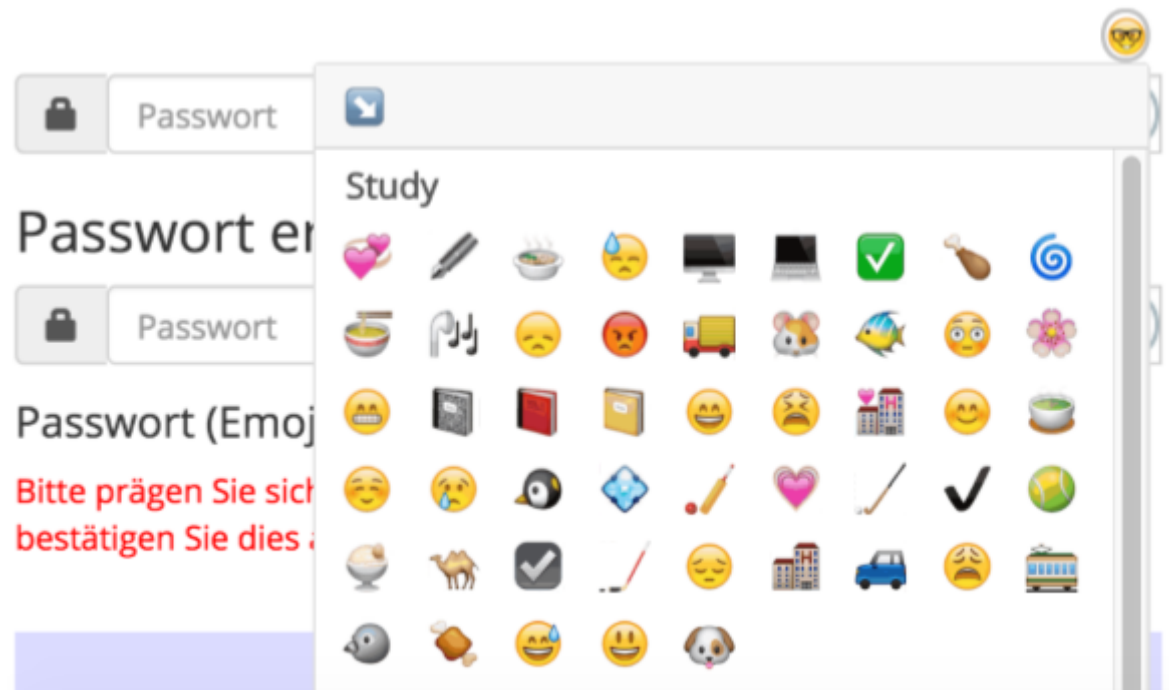 Passwort
Study
Passwort er
Passwort
Passwort (Emoj
Bitte prägen Sie sich
bestätigen Sie dies a